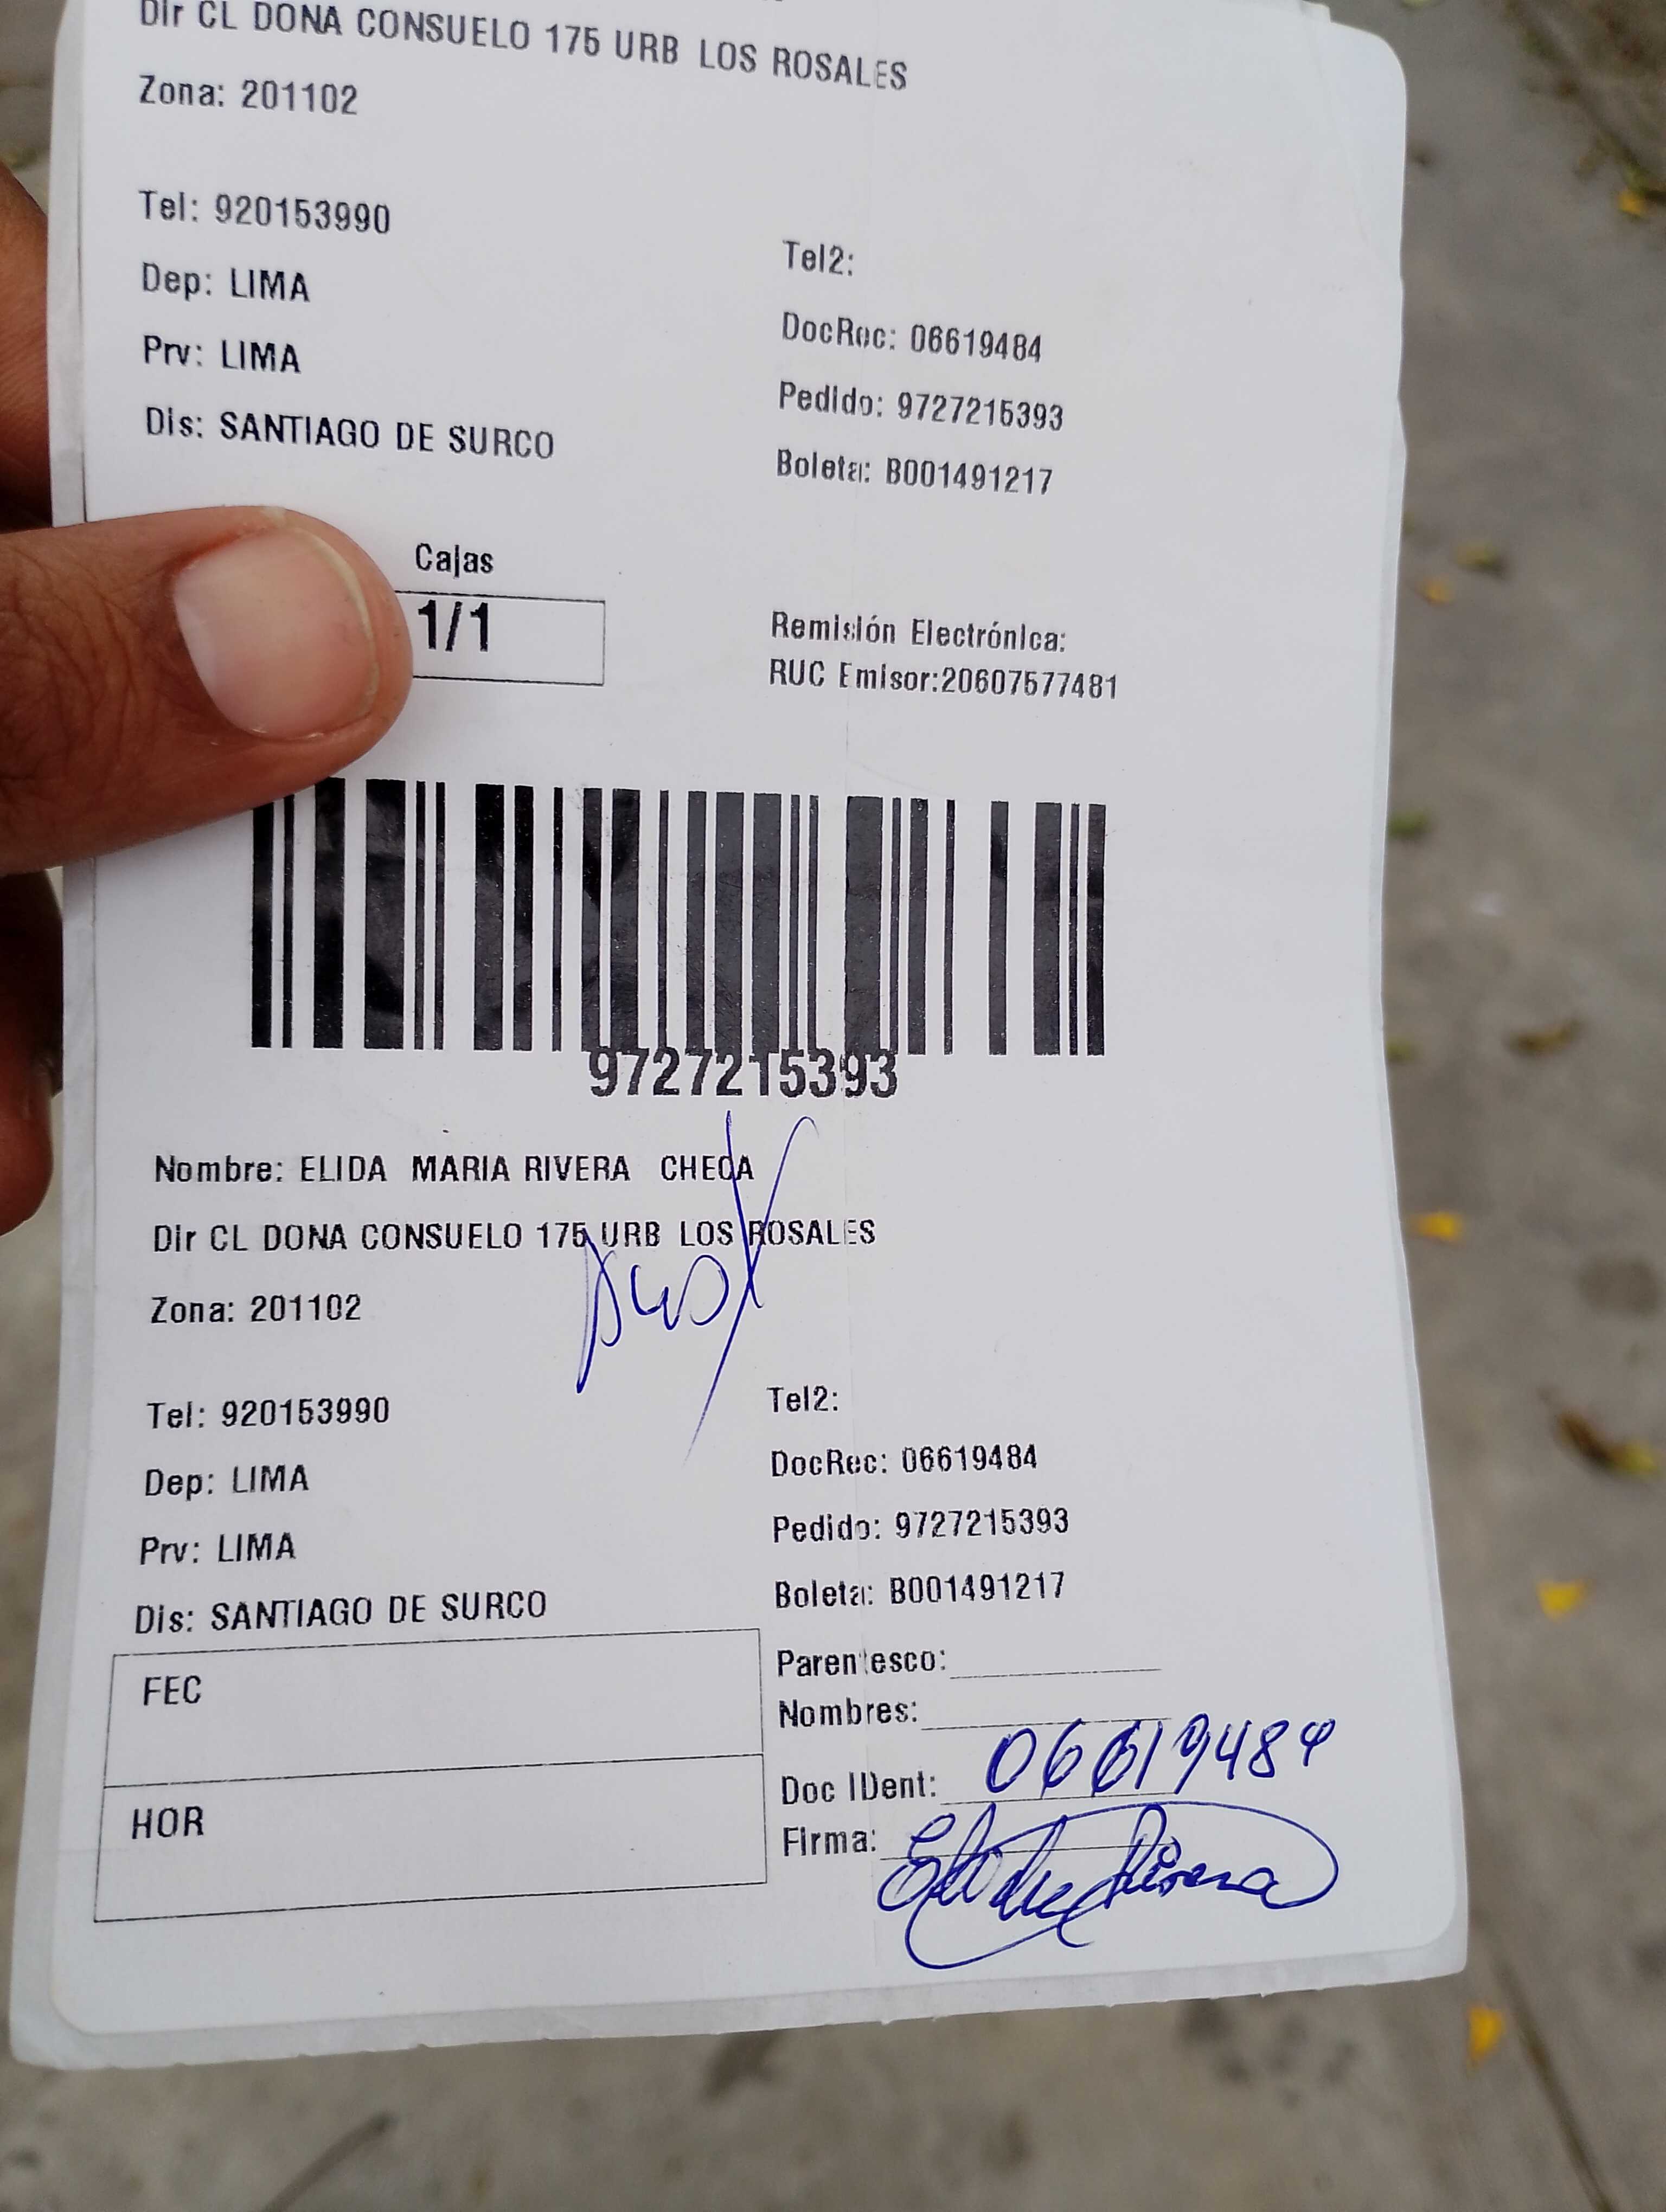 Dir CL DONA CONSUELO 175 URB LOS ROSALES
Zona: 201102
Tel: 920153990
Tel2:
Dep: LIMA
DocRec: 06619484
Prv: LIMA
Pedido: 9727215393
Dis: SANTIAGO DE SURCO
Boleta: B001491217
Cajas
1/1
Remisión Electrónica:
RUC Emisor:20607577481
9727215393
Nombre: ELIDA MARIA RIVERA CHECA
Dir CL DONA CONSUELO 175 URB LOS ROSALES
Zona: 201102
Tel: 920153990
Tel2:
Dep: LIMA
DocRec: 06619484
Prv: LIMA
Pedido: 9727215393
Dis: SANTIAGO DE SURCO
Boleta: B001491217
FEC
Parentesco:
Nombres:
HOR
Doc IDent: 06619484
Firma: Rivera